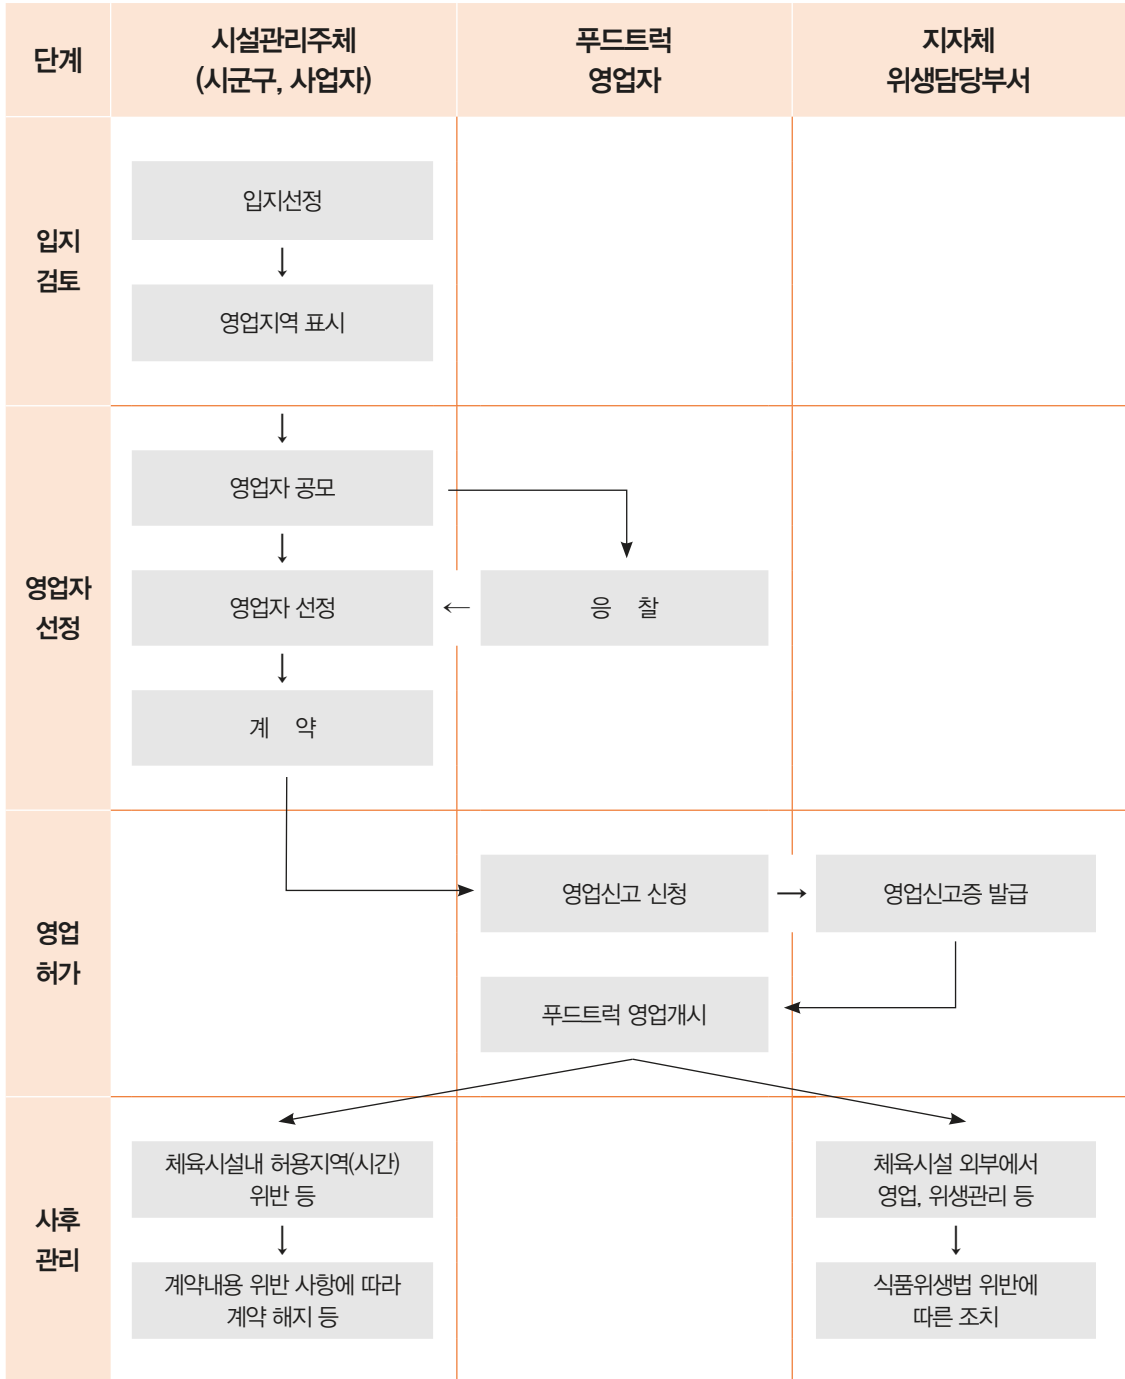 단계
시설관리주체
(시군구, 사업자)
푸드트럭
영업자
지자체
위생담당부서
입지
검토
입지선정
영업지역 표시
영업자
선정
영업자 공모
영업자 선정
응 찰
계 약
영업
허가
영업신고 신청
영업신고증 발급
푸드트럭 영업개시
사후
관리
체육시설내 허용지역(시간)
위반 등
체육시설 외부에서
영업, 위생관리 등
계약내용 위반 사항에 따라
계약 해지 등
식품위생법 위반에
따른 조치